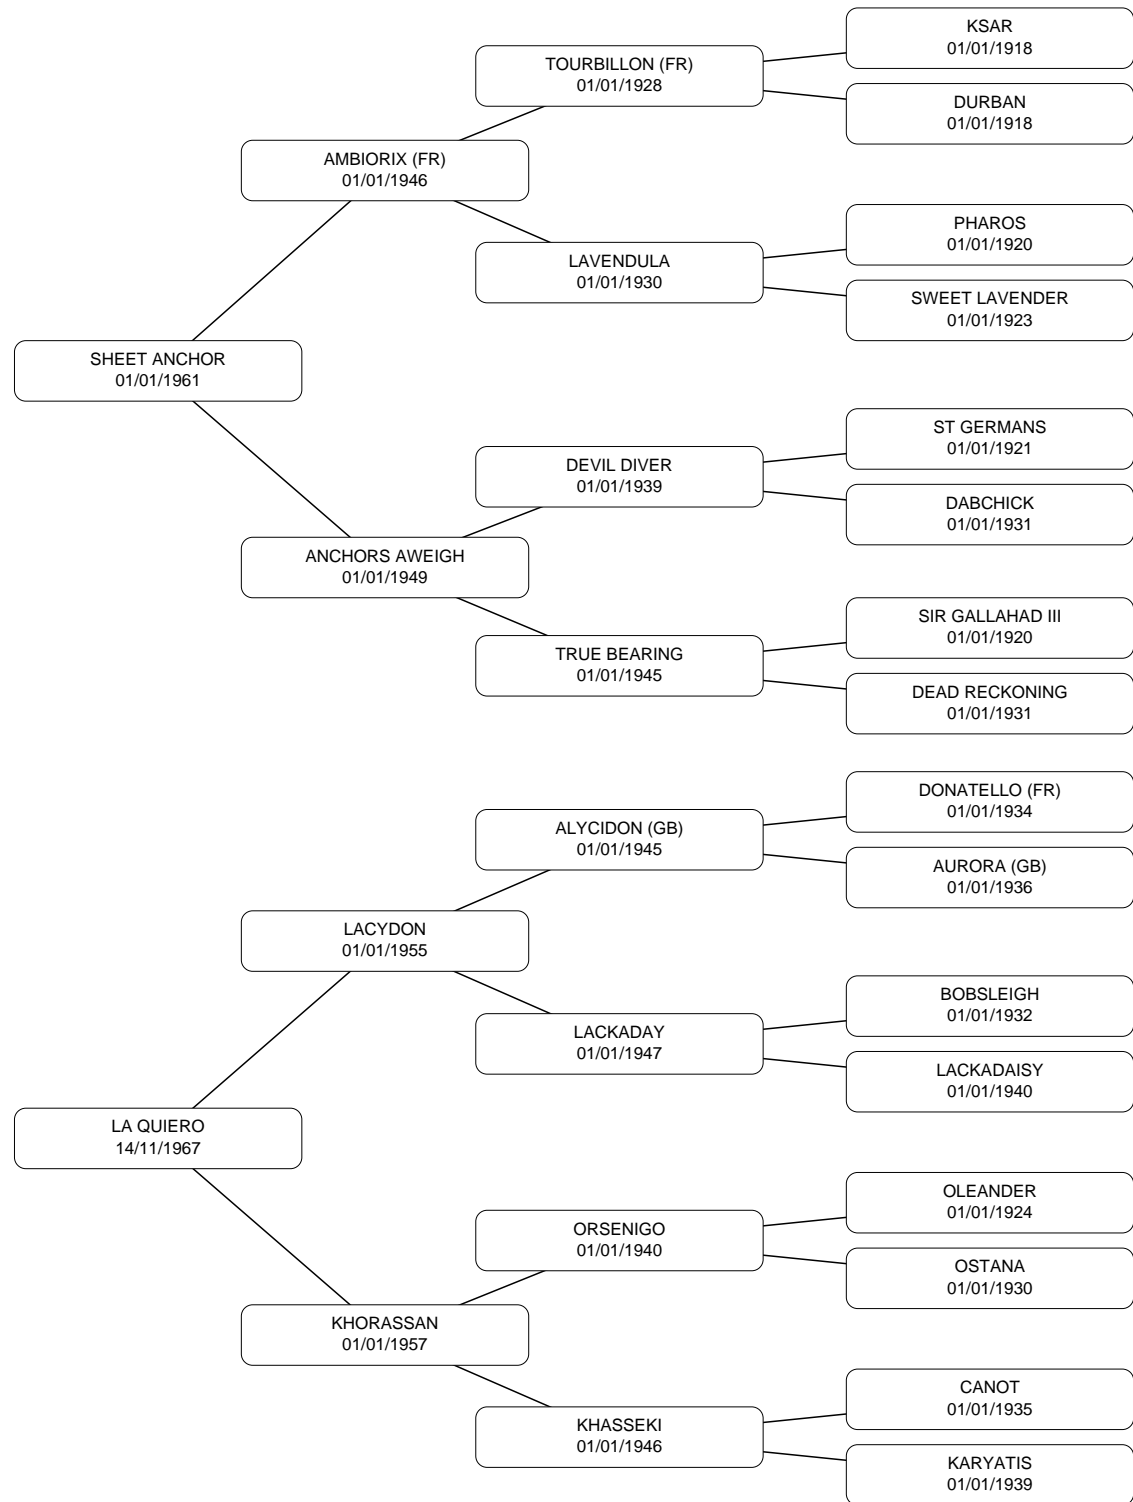 KSAR
01/01/1918
TOURBILLON (FR)
01/01/1928
DURBAN
01/01/1918
AMBIORIX (FR)
01/01/1946
PHAROS
01/01/1920
LAVENDULA
01/01/1930
SWEET LAVENDER
01/01/1923
SHEET ANCHOR
01/01/1961
ST GERMANS
01/01/1921
DEVIL DIVER
01/01/1939
DABCHICK
01/01/1931
ANCHORS AWEIGH
01/01/1949
SIR GALLAHAD III
01/01/1920
TRUE BEARING
01/01/1945
DEAD RECKONING
01/01/1931
DONATELLO (FR)
01/01/1934
ALYCIDON (GB)
01/01/1945
AURORA (GB)
01/01/1936
LACYDON
01/01/1955
BOBSLEIGH
01/01/1932
LACKADAY
01/01/1947
LACKADAISY
01/01/1940
LA QUIERO
14/11/1967
OLEANDER
01/01/1924
ORSENIGO
01/01/1940
OSTANA
01/01/1930
KHORASSAN
01/01/1957
CANOT
01/01/1935
KHASSEKI
01/01/1946
KARYATIS
01/01/1939